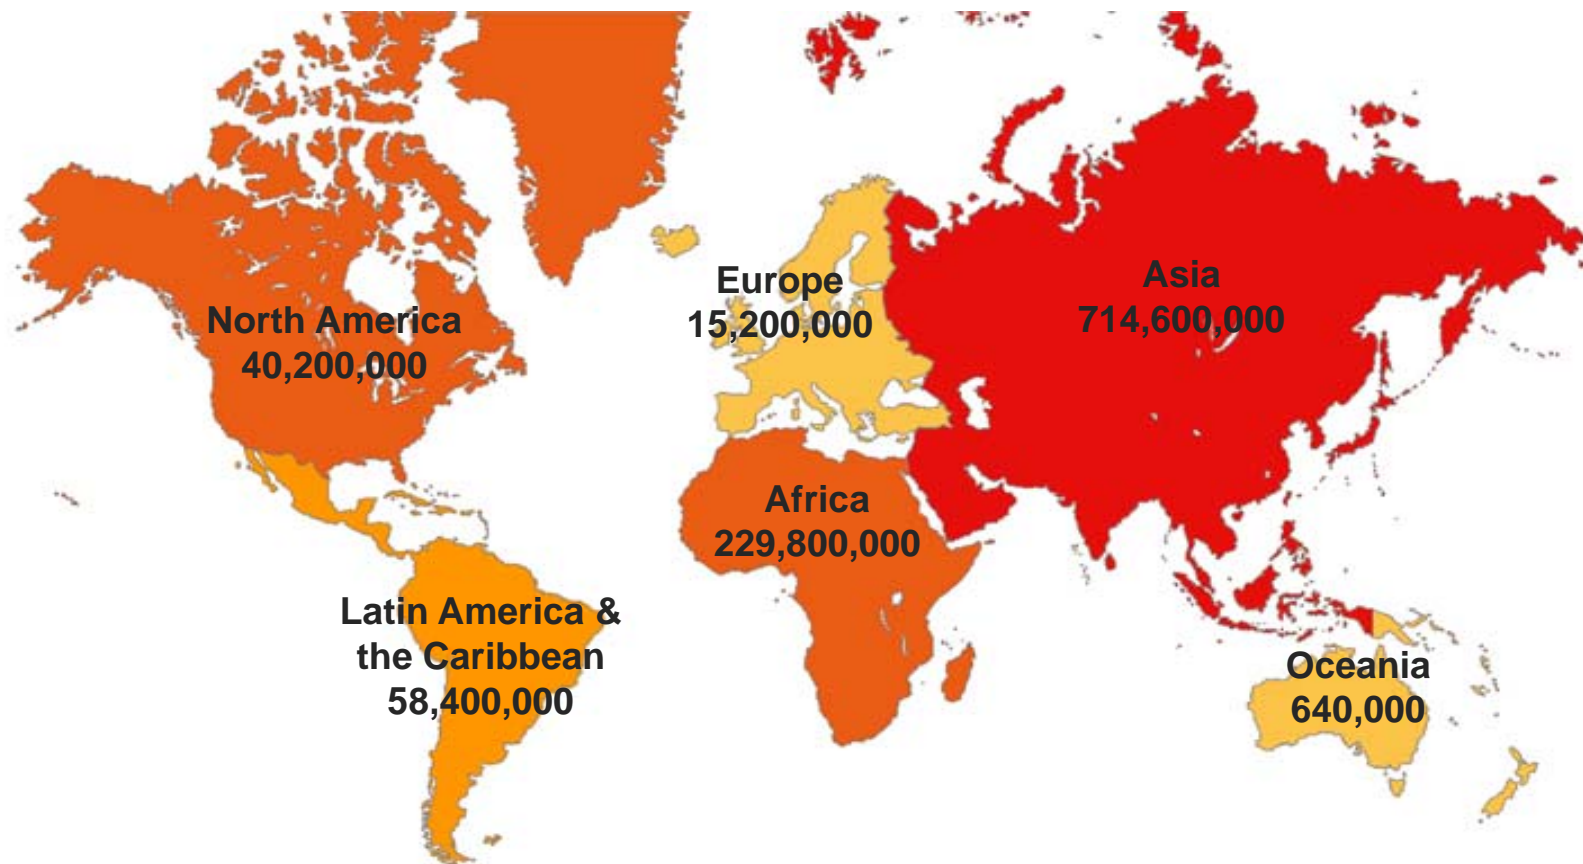 North America
40,200,000
Europe
15,200,000
Asia
714,600,000
Africa
229,800,000
Latin America &
the Caribbean
58,400,000
Oceania
640,000